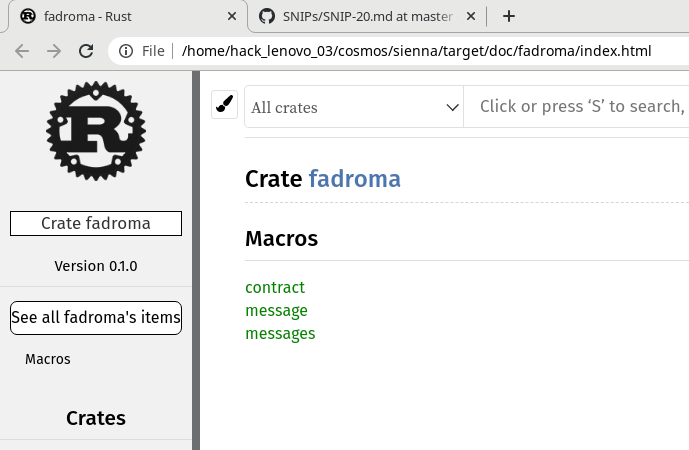 fadroma - Rust
SNIPs/SNIP-20.md at master
File
/home/hack_lenovo_03/cosmos/sienna/target/doc/fadroma/index.html
R
All crates
Click or press ‘S’ to search,
Crate fadroma
Crate fadroma
Version 0.1.0
See all fadroma's items
Macros
Crates
Macros
contract
message
messages